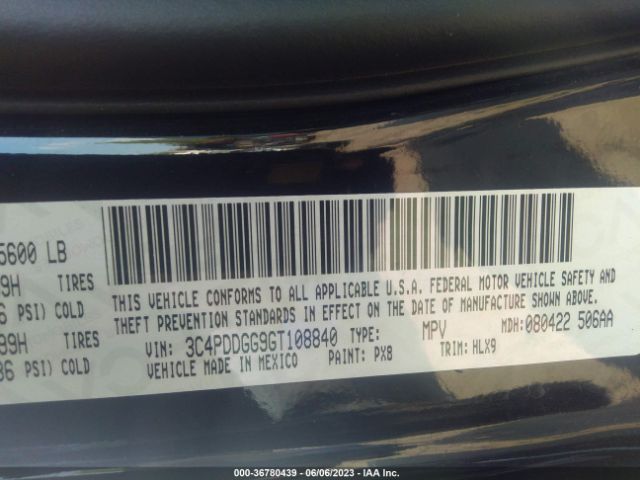 5600 LB
9H TIRES
6 PSI) COLD
99H TIRES
36 PSI) COLD
THIS VEHICLE CONFORMS TO ALL APPLICABLE U.S.A. FEDERAL MOTOR VEHICLE SAFETY AND
THEFT PREVENTION STANDARDS IN EFFECT ON THE DATE OF MANUFACTURE SHOWN ABOVE.
VIN: 3C4PDDGG9GT108840 TYPE: MPV MDH: 080422 506AA
VEHICLE MADE IN MEXICO PAINT: PX8 TRIM: HLX9
000-36780439 - 06/06/2023 - IAA Inc.